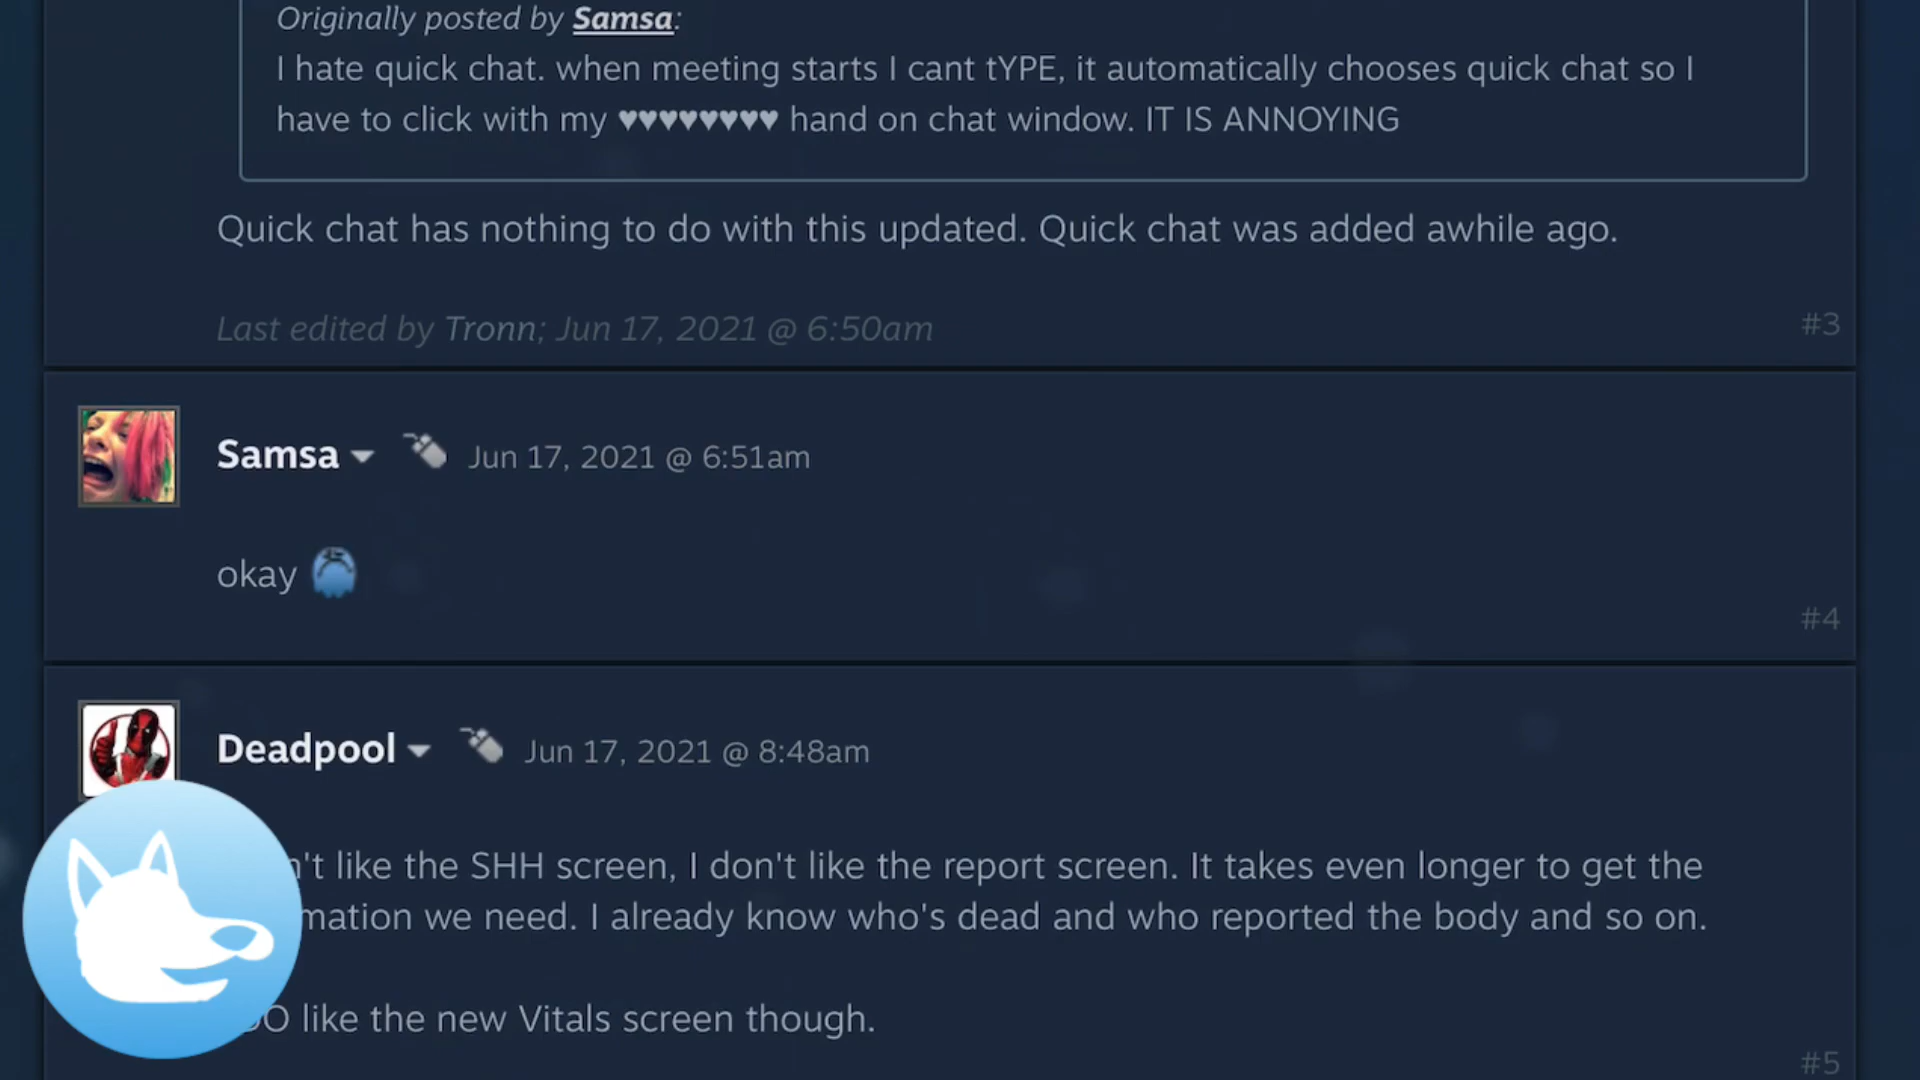 Originally posted by Samsa:
I hate quick chat. when meeting starts I cant tYPE, it automatically chooses quick chat so I
have to click with my ♥♥♥♥♥♥♥♥ hand on chat window. IT IS ANNOYING
Quick chat has nothing to do with this updated. Quick chat was added awhile ago.
Last edited by Tronn; Jun 17, 2021 @ 6:50am
#3
Samsa Jun 17, 2021 @ 6:51am
okay
#4
Deadpool Jun 17, 2021 @ 8:48am
n't like the SHH screen, I don't like the report screen. It takes even longer to get the
mation we need. I already know who's dead and who reported the body and so on.
DO like the new Vitals screen though.
#5